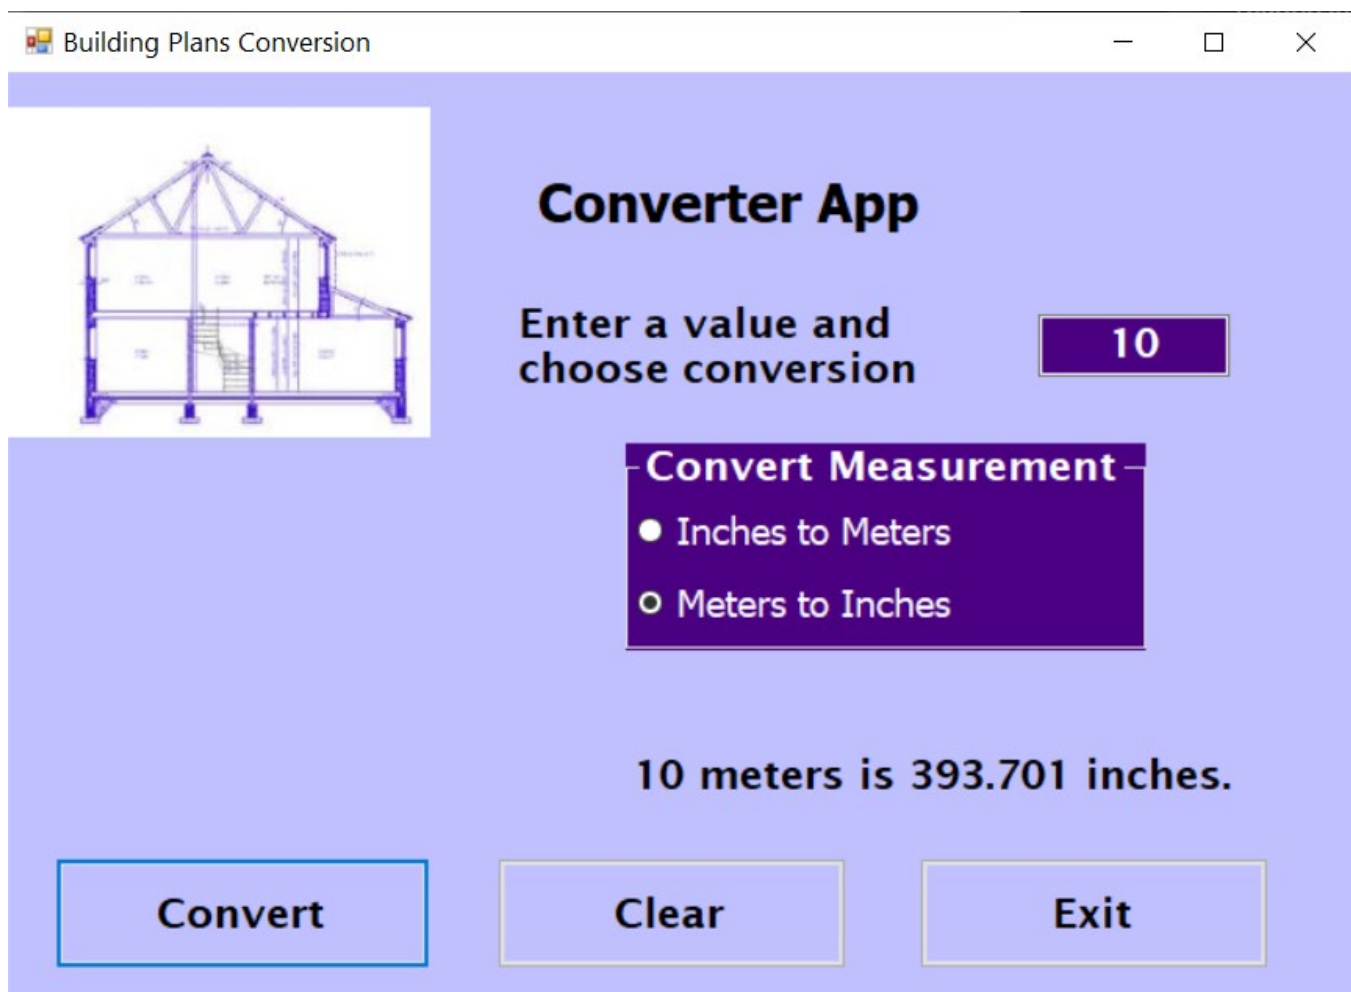 Building Plans Conversion
Converter App
Enter a value and
choose conversion
10
Convert Measurement
Inches to Meters
Meters to Inches
10 meters is 393.701 inches.
Convert
Clear
Exit